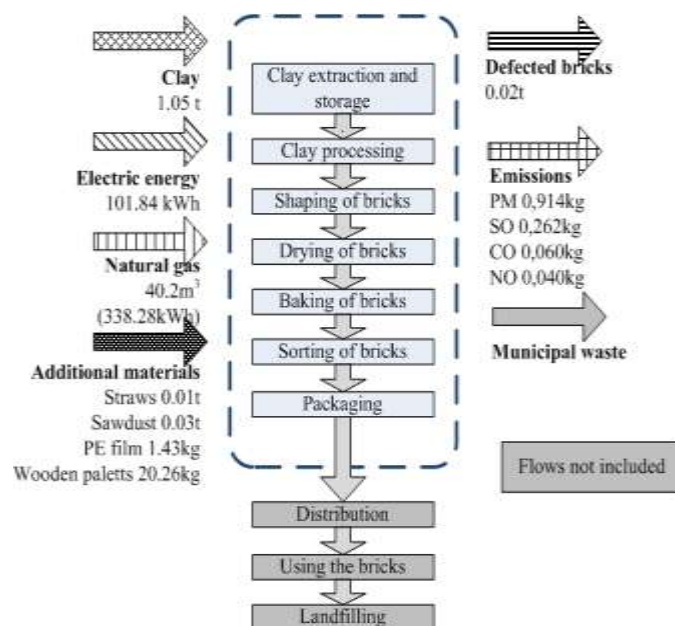 Clay
1.05 t
Electric energy
101.84 kWh
Natural gas
40.2m³
(338.28kWh)
Additional materials
Straws 0.01t
Sawdust 0.03t
PE film 1.43kg
Wooden paletts 20.26kg
Clay extraction and
storage
Clay processing
Shaping of bricks
Drying of bricks
Baking of bricks
Sorting of bricks
Packaging
Distribution
Using the bricks
Landfilling
Defected bricks
0.02t
Emissions
PM 0,914kg
SO 0,262kg
CO 0,060kg
NO 0,040kg
Municipal waste
Flows not included